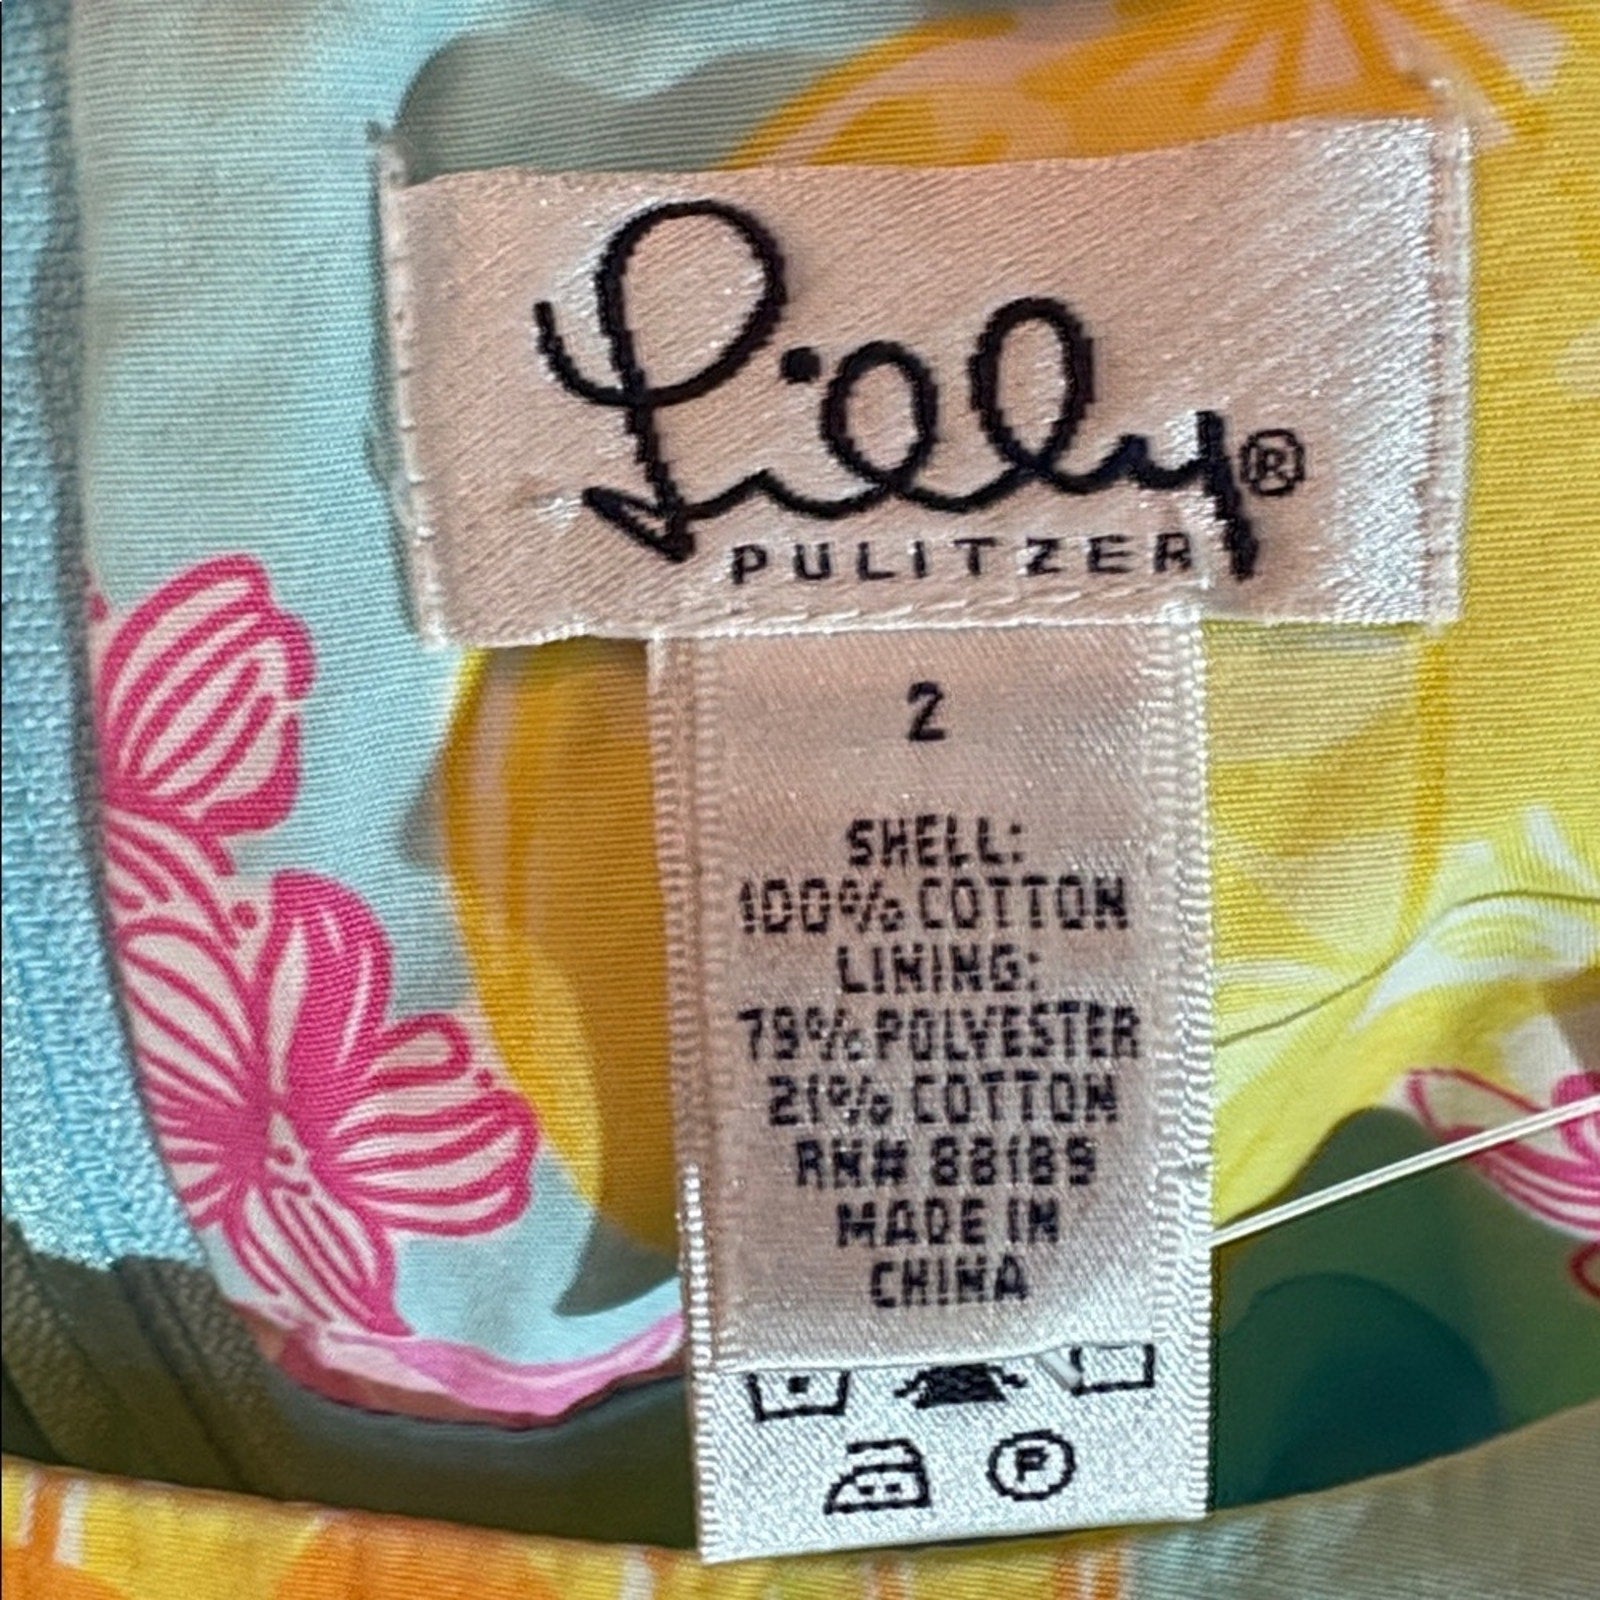 Lilly®
PULITZER
2
SHELL:
100% COTTON
LINING:
79% POLYESTER
21% COTTON
RN# 88189
MADE IN
CHINA
P